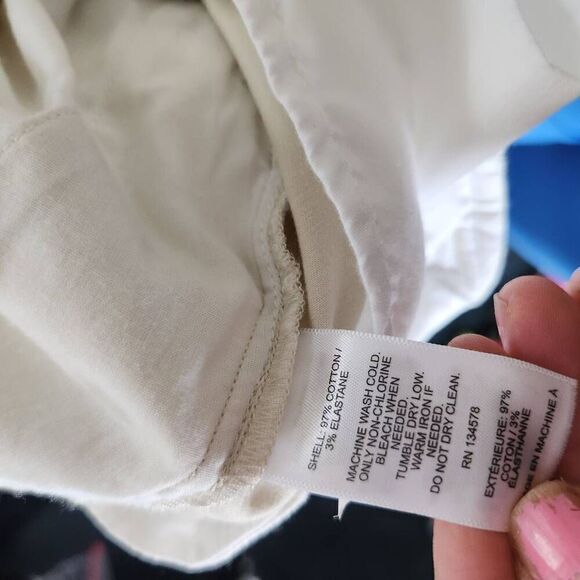 SHELL: 97% COTTON /
3% ELASTANE
MACHINE WASH COLD.
ONLY NON-CHLORINE
BLEACH WHEN
NEEDED.
TUMBLE DRY LOW.
WARM IRON IF
NEEDED.
DO NOT DRY CLEAN.
RN 134578
EXTÉRIEURE: 97%
COTON / 3%
ÉLASTHANNE
EN MACHINE A